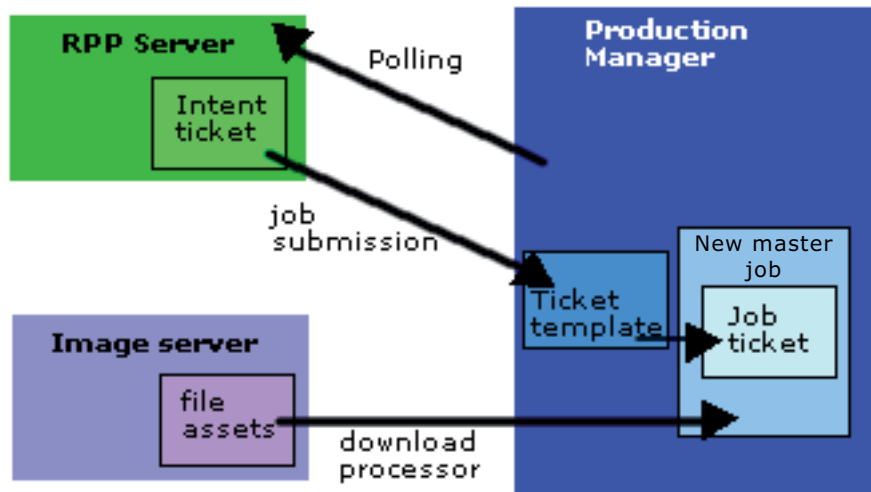 RPP Server
Intent
ticket
Polling
Production
Manager
job
submission
New master
job
Ticket
template
Job
ticket
Image server
file
assets
download
processor